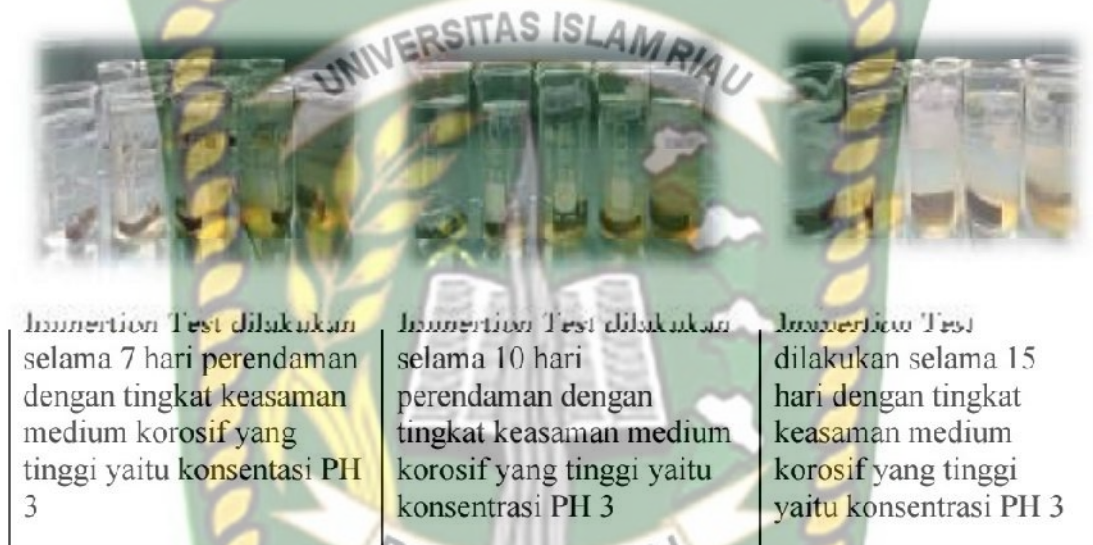 UNIVERSITAS ISLAM RIAU
Immertion Test dilakukan
selama 7 hari perendaman
dengan tingkat keasaman
medium korosif yang
tinggi yaitu konsentasi PH
3
Immertion Test dilakukan
selama 10 hari
perendaman dengan
tingkat keasaman medium
korosif yang tinggi yaitu
konsentrasi PH 3
Immertion Test
dilakukan selama 15
hari dengan tingkat
keasaman medium
korosif yang tinggi
yaitu konsentrasi PH 3